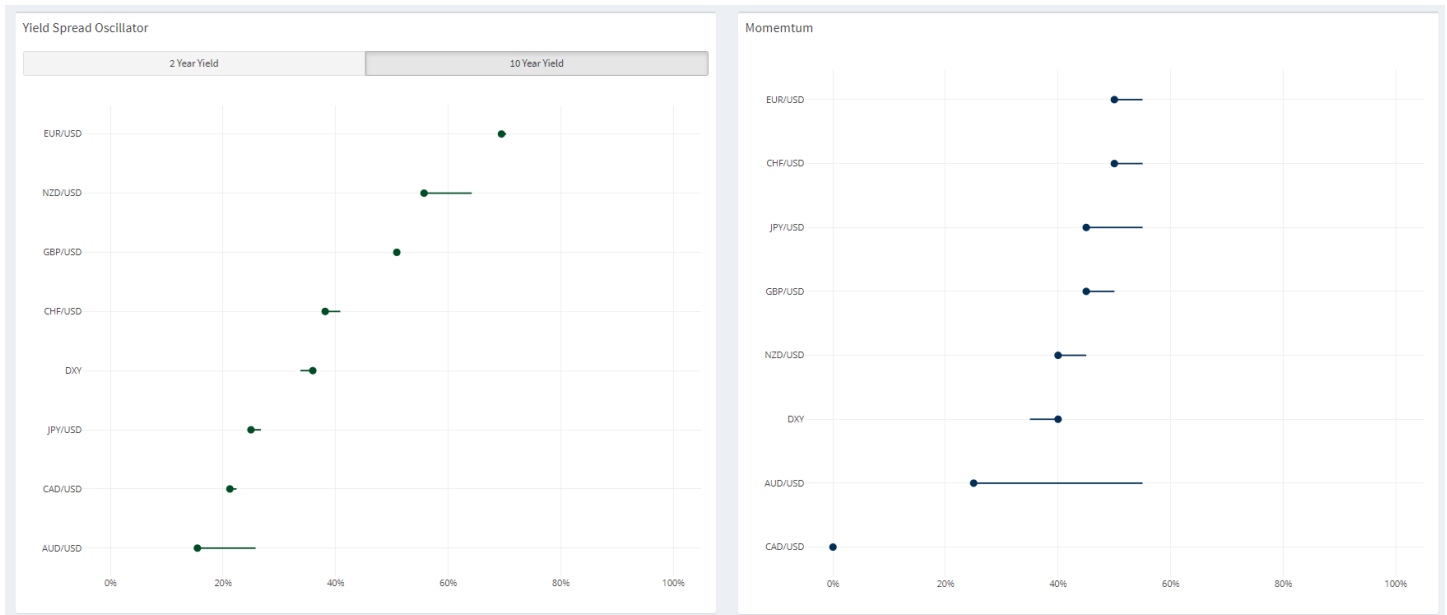 Yield Spread Oscillator
2 Year Yield
10 Year Yield
EUR/USD
NZD/USD
GBP/USD
CHF/USD
DXY
JPY/USD
CAD/USD
AUD/USD
0% 20% 40% 60% 80% 100%
Momemtum
EUR/USD
CHF/USD
JPY/USD
GBP/USD
NZD/USD
DXY
AUD/USD
CAD/USD
0% 20% 40% 60% 80% 100%